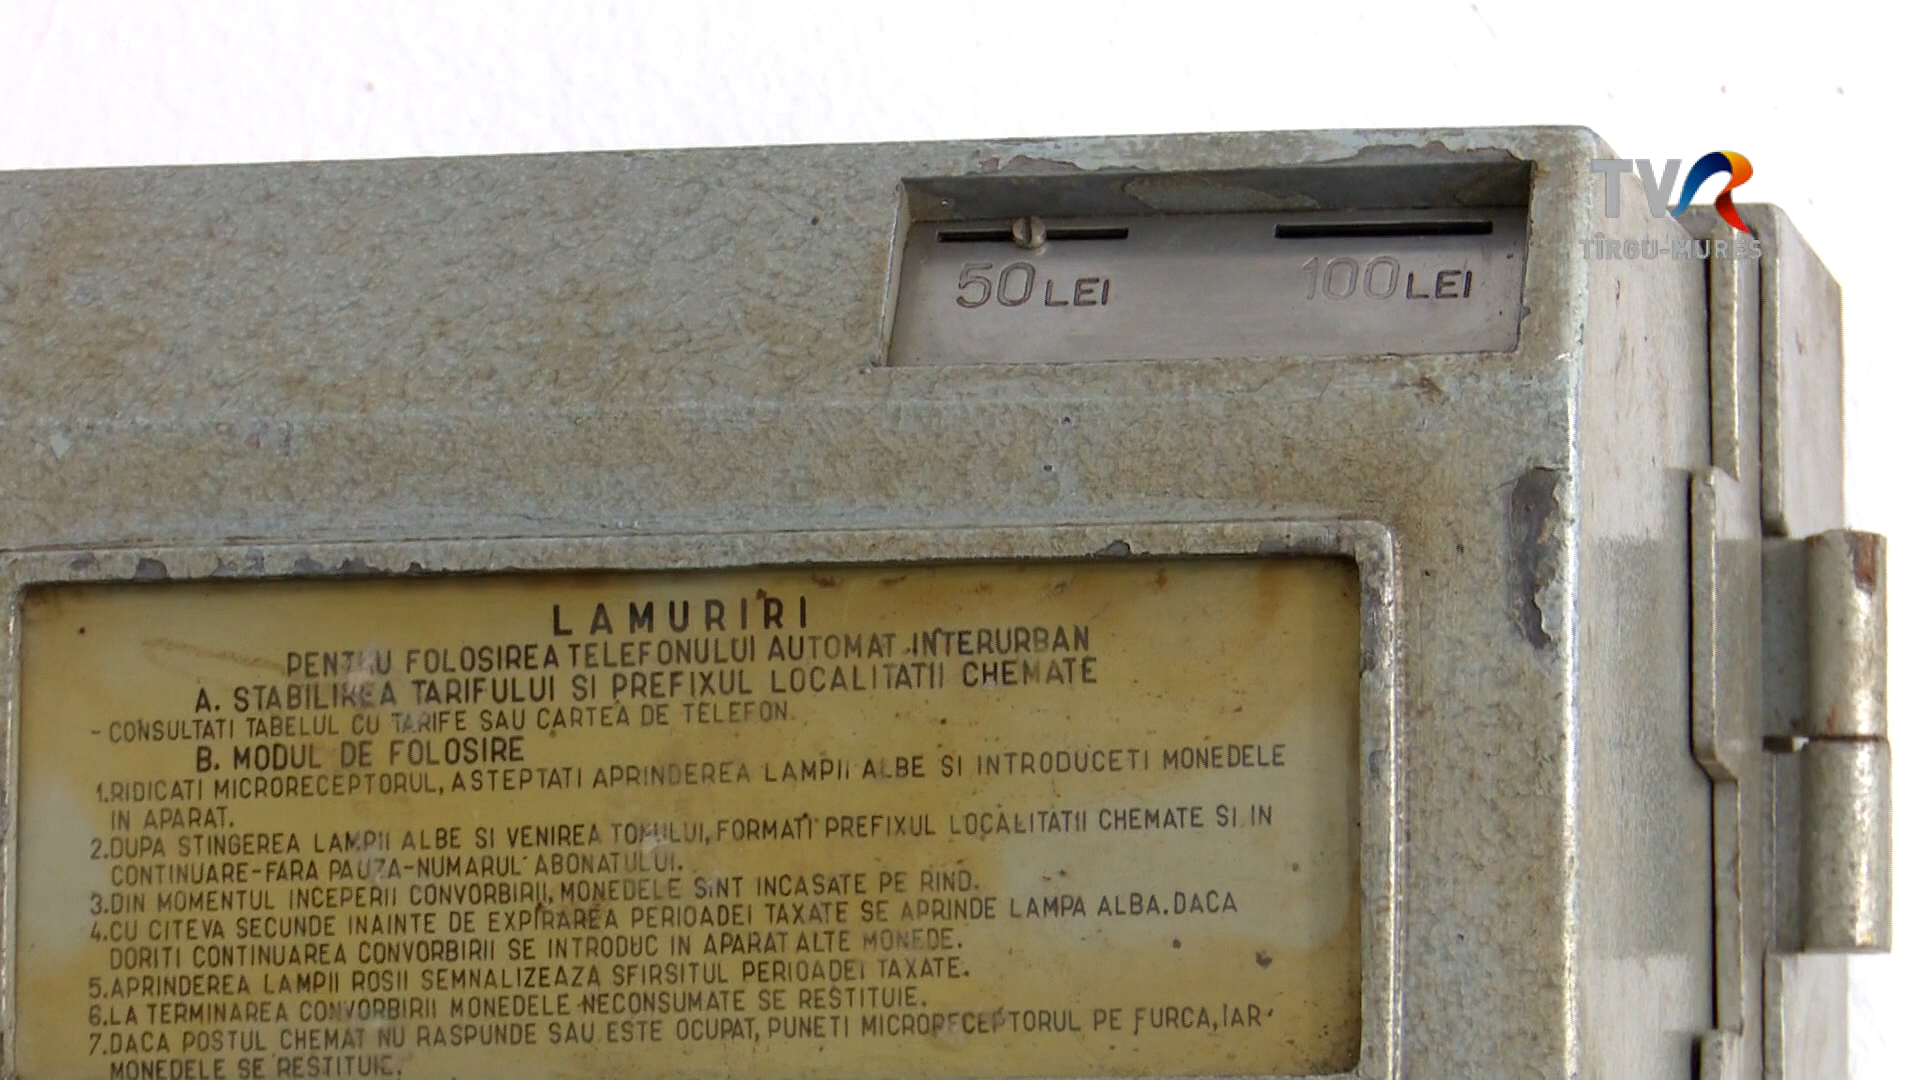 TVR
TÎRGU-MUREȘ
50 LEI 100 LEI
LAMURIRI
PENTRU FOLOSIREA TELEFONULUI AUTOMAT INTERURBAN
A. STABILIREA TARIFULUI SI PREFIXUL LOCALITATII CHEMATE
- CONSULTATI TABELUL CU TARIFE SAU CARTEA DE TELEFON.
B. MODUL DE FOLOSIRE
1.RIDICATI MICRORECEPTORUL, ASTEPTATI APRINDEREA LAMPII ALBE SI INTRODUCETI MONEDELE
IN APARAT.
2.DUPA STINGEREA LAMPII ALBE SI VENIREA TONULUI, FORMATI PREFIXUL LOCALITATII CHEMATE SI IN
CONTINUARE-FARA PAUZA-NUMARUL ABONATULUI.
3.DIN MOMENTUL INCEPERII CONVORBIRII, MONEDELE SINT INCASATE PE RIND.
4.CU CITEVA SECUNDE INAINTE DE EXPIRAREA PERIOADEI TAXATE SE APRINDE LAMPA ALBA. DACA
DORITI CONTINUAREA CONVORBIRII SE INTRODUC IN APARAT ALTE MONEDE.
5.APRINDEREA LAMPII ROSII SEMNALIZEAZA SFIRSITUL PERIOADEI TAXATE.
6.LA TERMINAREA CONVORBIRII MONEDELE NECONSUMATE SE RESTITUIE.
7.DACA POSTUL CHEMAT NU RASPUNDE SAU ESTE OCUPAT, PUNETI MICRORECEPTORUL PE FURCA, IAR
MONEDELE SE RESTITUIE.